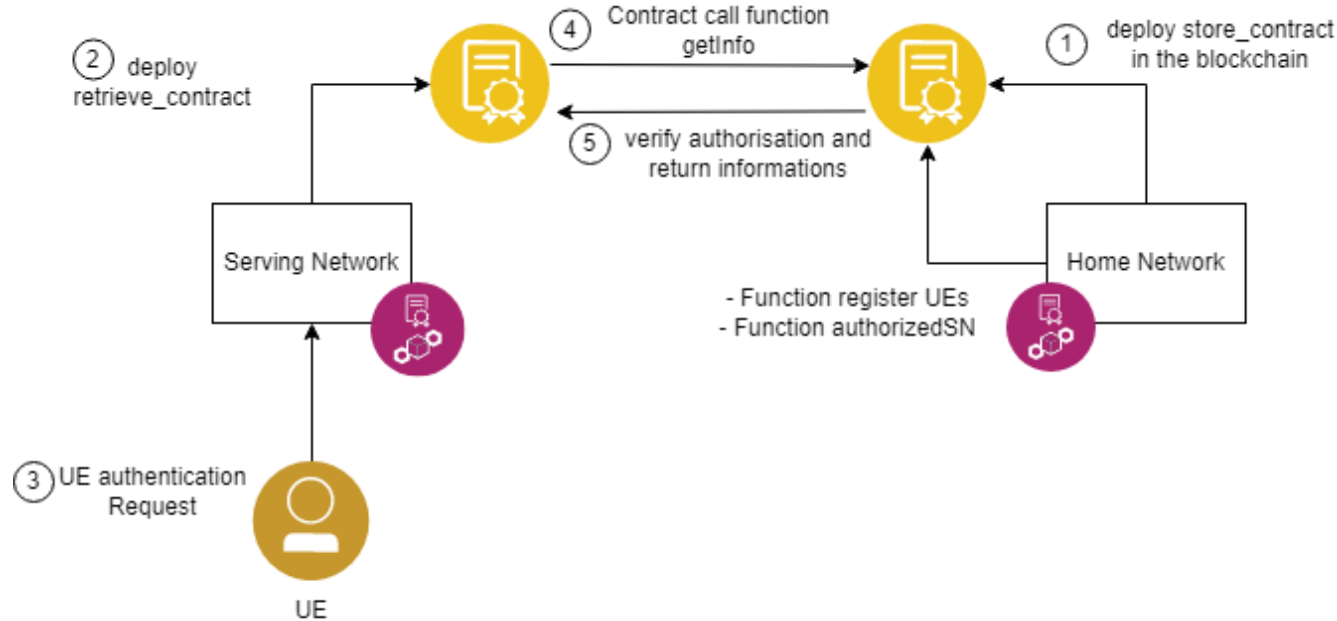 4
Contract call function
getInfo
1
deploy store_contract
in the blockchain
2
deploy
retrieve_contract
5
verify authorisation and
return informations
Serving Network
Home Network
- Function register UEs
- Function authorizedSN
3
UE authentication
Request
UE